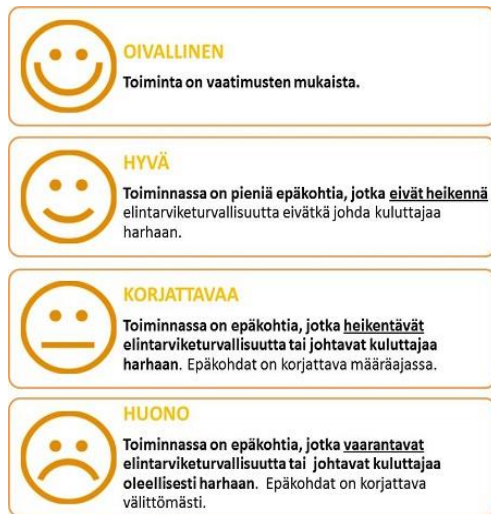 OIVALLINEN
Toiminta on vaatimusten mukaista.
HYVÄ
Toiminnassa on pieniä epäkohtia, jotka eivät heikennä
elintarviketurvallisuutta eivätkä johda kuluttajaa
harhaan.
KORJATTAVAA
Toiminnassa on epäkohtia, jotka heikentävät
elintarviketurvallisuutta tai johtavat kuluttajaa
harhaan. Epäkohdat on korjattava määräajassa.
HUONO
Toiminnassa on epäkohtia, jotka vaarantavat
elintarviketurvallisuutta tai johtavat kuluttajaa
oleellisesti harhaan. Epäkohdat on korjattava
välittömästi.